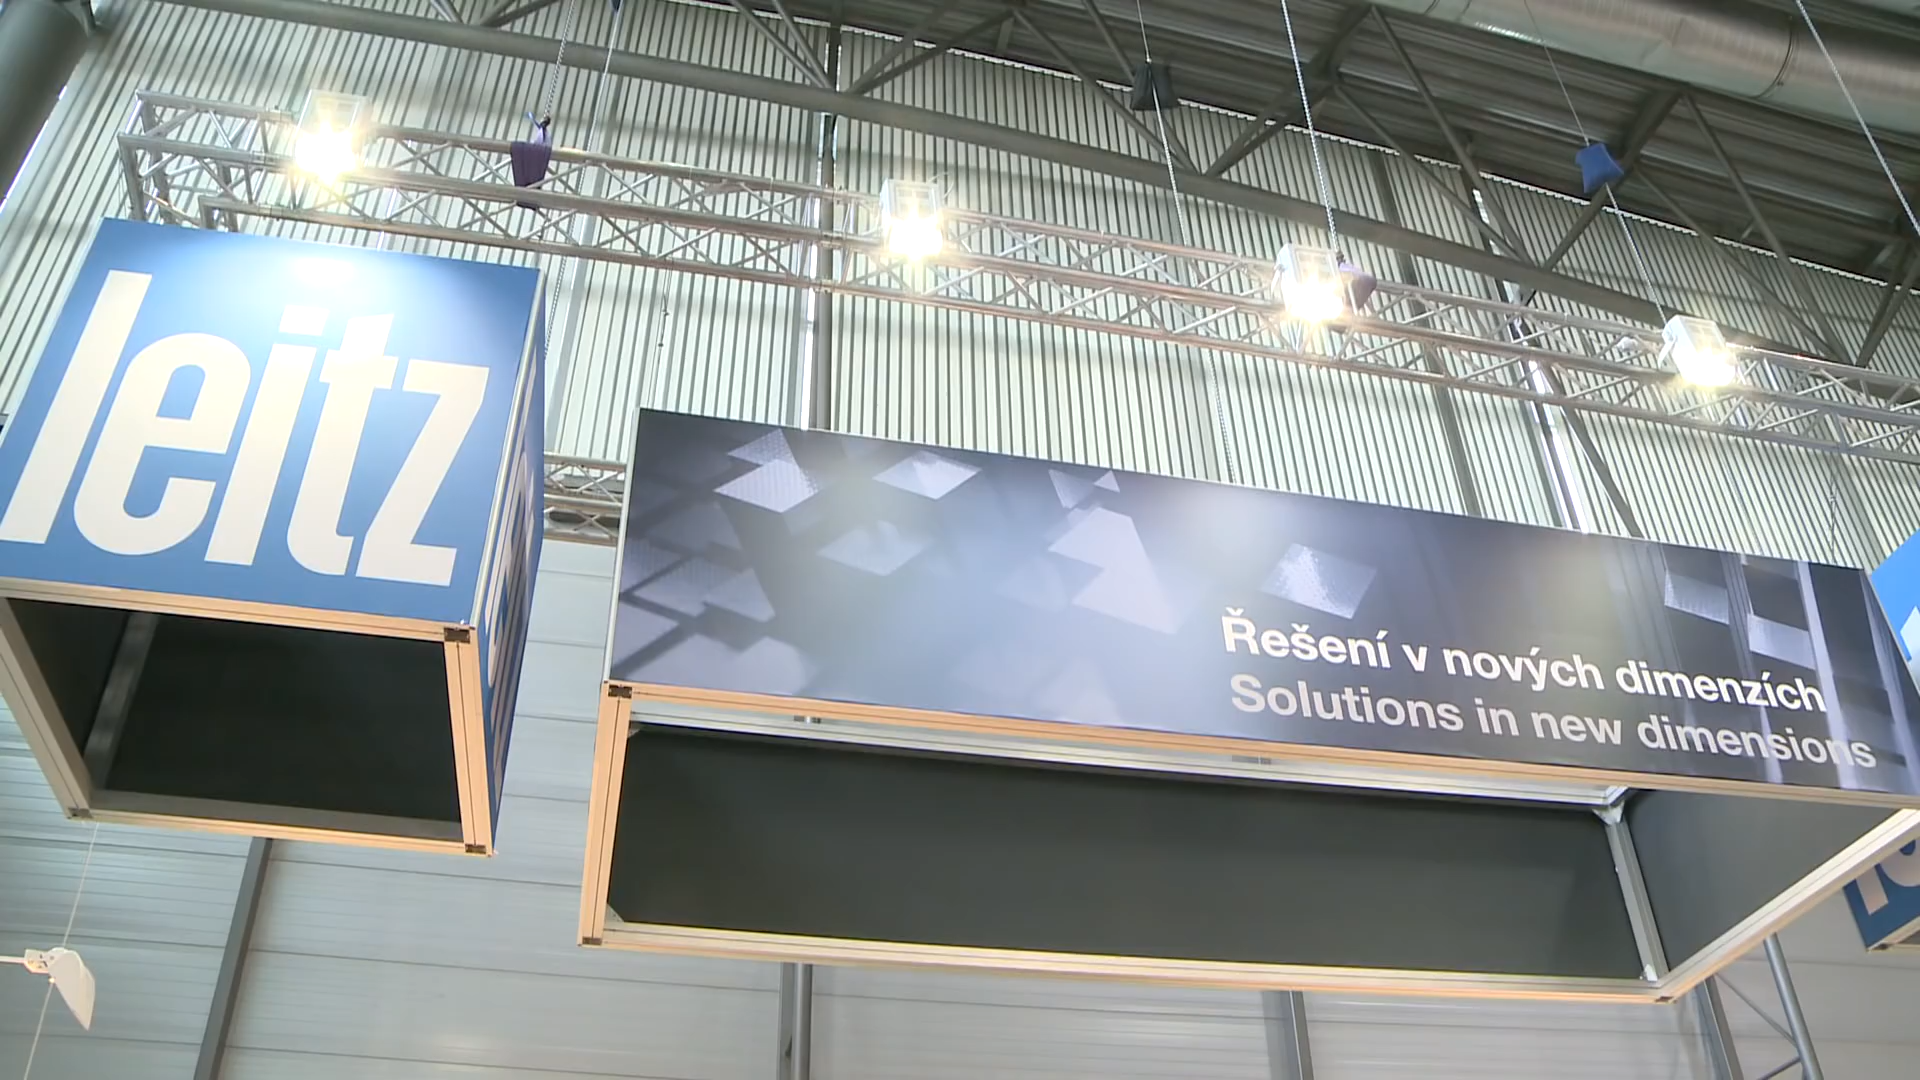 leitz
Řešení v nových dimenzích
Solutions in new dimensions